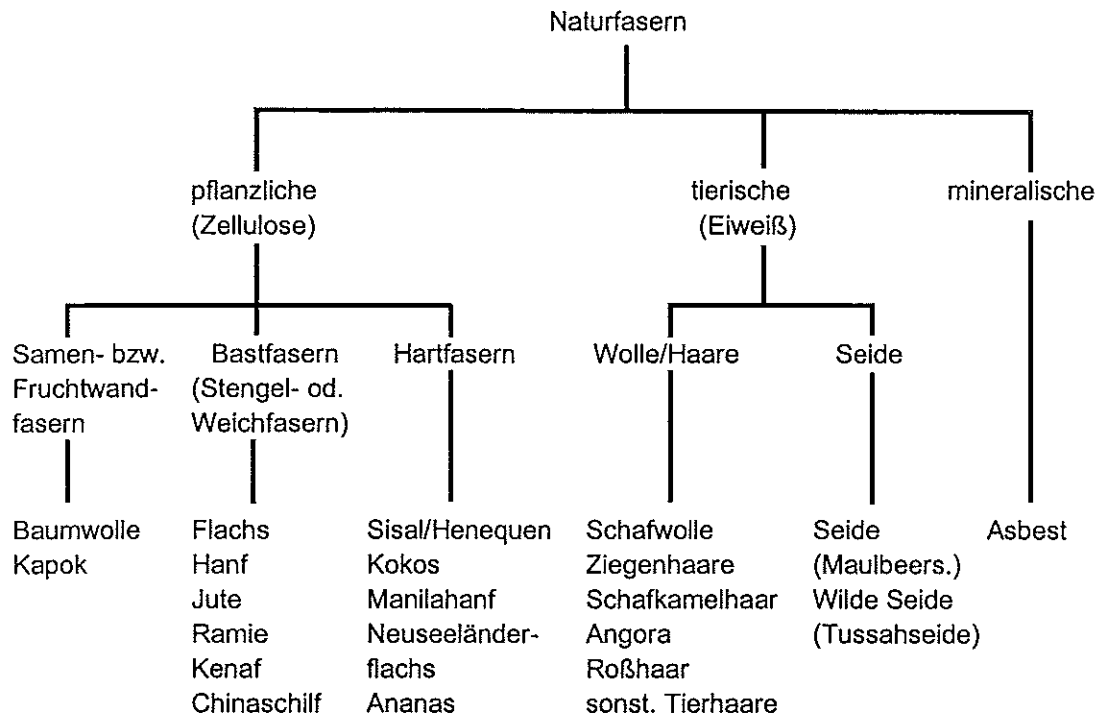 Naturfasern
pflanzliche
(Zellulose)
tierische
(Eiweiß)
mineralische
Samen- bzw.
Fruchtwand-
fasern
Bastfasern
(Stengel- od.
Weichfasern)
Hartfasern
Wolle/Haare
Seide
Baumwolle
Kapok
Flachs
Hanf
Jute
Ramie
Kenaf
Chinaschilf
Sisal/Henequen
Kokos
Manilahanf
Neuseeländer-
flachs
Ananas
Schafwolle
Ziegenhaare
Schafkamelhaar
Angora
Roßhaar
sonst. Tierhaare
Seide
(Maulbeers.)
Wilde Seide
(Tussahseide)
Asbest